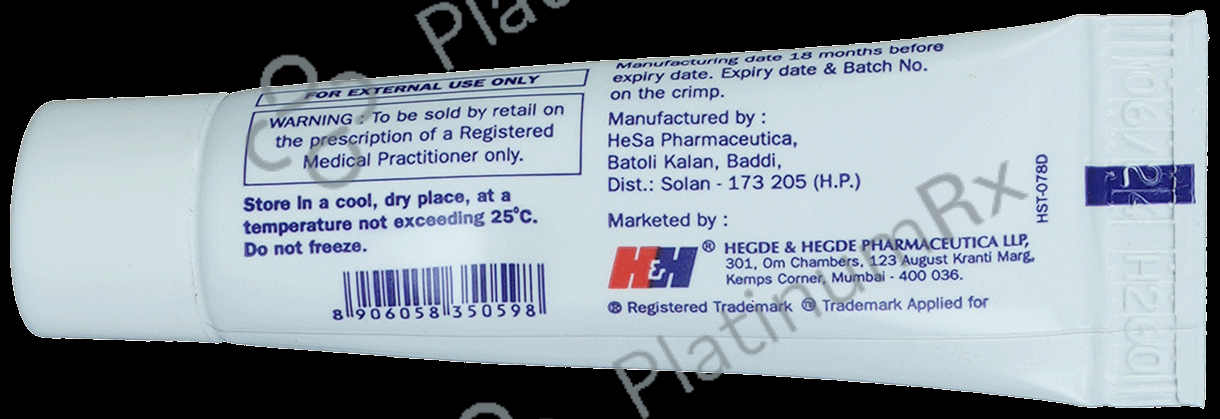 FOR EXTERNAL USE ONLY
WARNING : To be sold by retail on
the prescription of a Registered
Medical Practitioner only.
Store in a cool, dry place, at a
temperature not exceeding 25°C.
Do not freeze.
8 906058 350598
Manufacturing date 18 months before
expiry date. Expiry date & Batch No.
on the crimp.
Manufactured by :
HeSa Pharmaceutica,
Batoli Kalan, Baddi,
Dist.: Solan - 173 205 (H.P.)
Marketed by :
H&H ® HEGDE & HEGDE PHARMACEUTICA LLP,
301, Om Chambers, 123 August Kranti Marg,
Kemps Corner, Mumbai - 400 036.
® Registered Trademark ™ Trademark Applied for
HST-078D
PlatinumRx